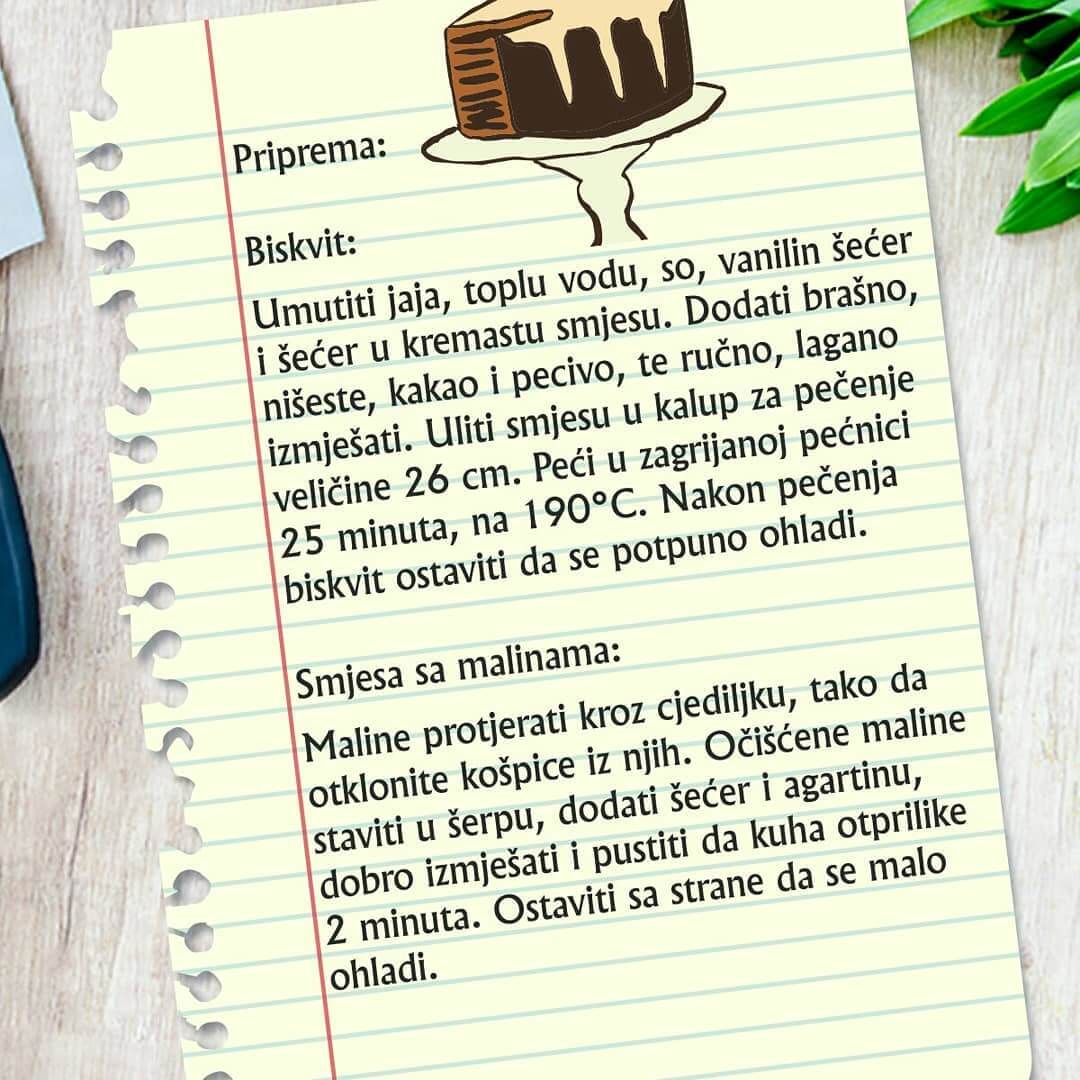 Priprema:
Biskvit:
Umutiti jaja, toplu vodu, so, vanilin šećer
i šećer u kremastu smjesu. Dodati brašno,
nišeste, kakao i pecivo, te ručno, lagano
izmješati. Uliti smjesu u kalup za pečenje
veličine 26 cm. Peći u zagrijanoj pećnici
25 minuta, na 190°C. Nakon pečenja
biskvit ostaviti da se potpuno ohladi.
Smjesa sa malinama:
Maline protjerati kroz cjediljku, tako da
otklonite košpice iz njih. Očišćene maline
staviti u šerpu, dodati šećer i agartinu,
dobro izmješati i pustiti da kuha otprilike
2 minuta. Ostaviti sa strane da se malo
ohladi.